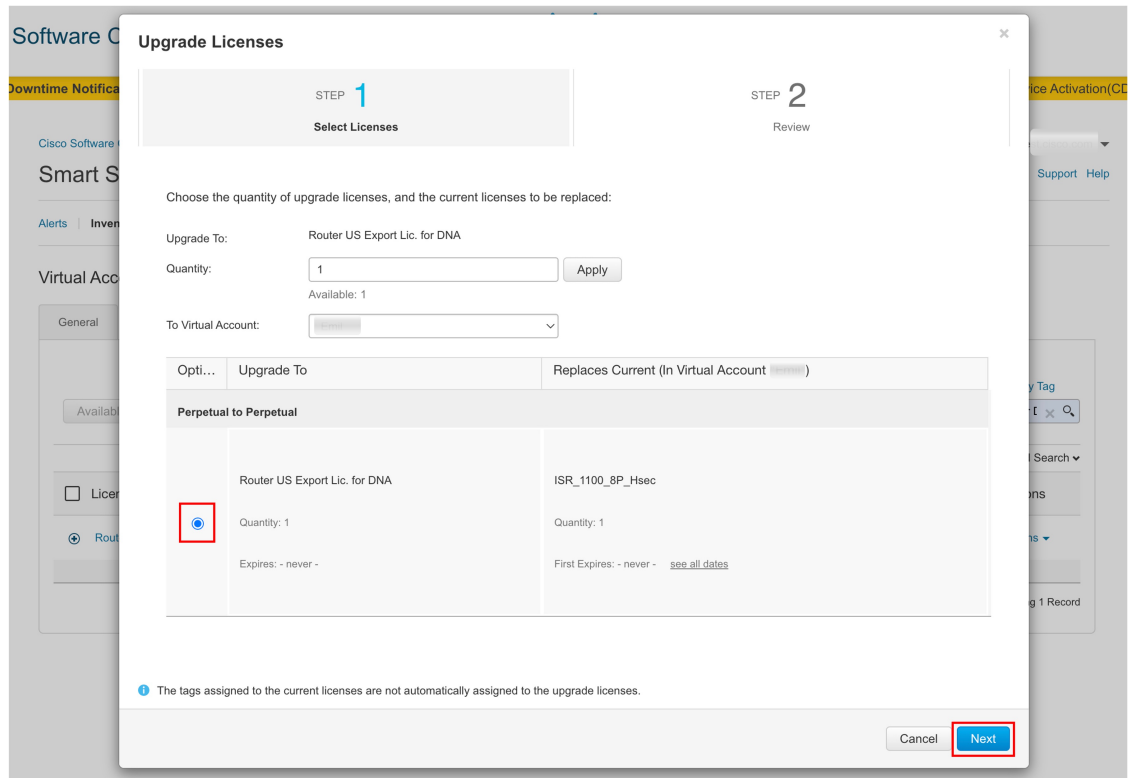 Software C
Upgrade Licenses
×
Downtime Notifica
vice Activation(CD
STEP 1
Select Licenses
STEP 2
Review
Cisco Software
Smart S
Support Help
Alerts Inven
Choose the quantity of upgrade licenses, and the current licenses to be replaced:
Upgrade To: Router US Export Lic. for DNA
Quantity: 1 Apply
Available: 1
Virtual Acc
General
To Virtual Account:
Opti... Upgrade To Replaces Current (In Virtual Account )
y Tag
Availabl
Perpetual to Perpetual
l Search
Licen
ons
Router US Export Lic. for DNA ISR_1100_8P_Hsec
Quantity: 1 Quantity: 1
Rout
ns
Expires: - never - First Expires: - never - see all dates
g 1 Record
The tags assigned to the current licenses are not automatically assigned to the upgrade licenses.
Cancel Next